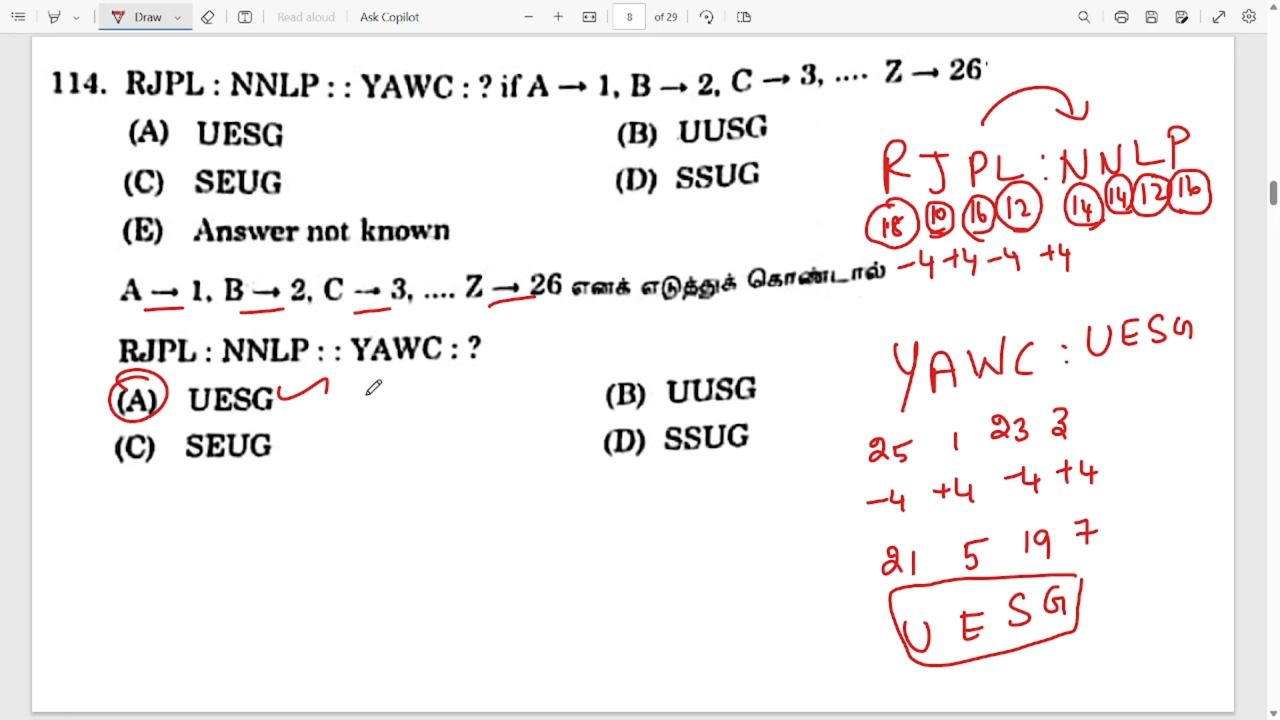 Draw
Read aloud
Ask Copilot
8
of 29
114. RJPL : NNLP : : YAWC : ? if A → 1, B → 2, C → 3, .... Z → 26
(A) UESG
(B) UUSG
(C) SEUG
(D) SSUG
(E) Answer not known
A → 1, B → 2, C → 3, .... Z → 26 எனக் எடுத்துக் கொண்டால்
RJPL : NNLP : : YAWC : ?
(A) UESG
(B) UUSG
(C) SEUG
(D) SSUG
R J P L : N N L P
18 10 16 12 14 14 12 16
-4 +4 -4 +4
YAWC : UESG
25 1 23 3
-4 +4 -4 +4
21 5 19 7
U E S G